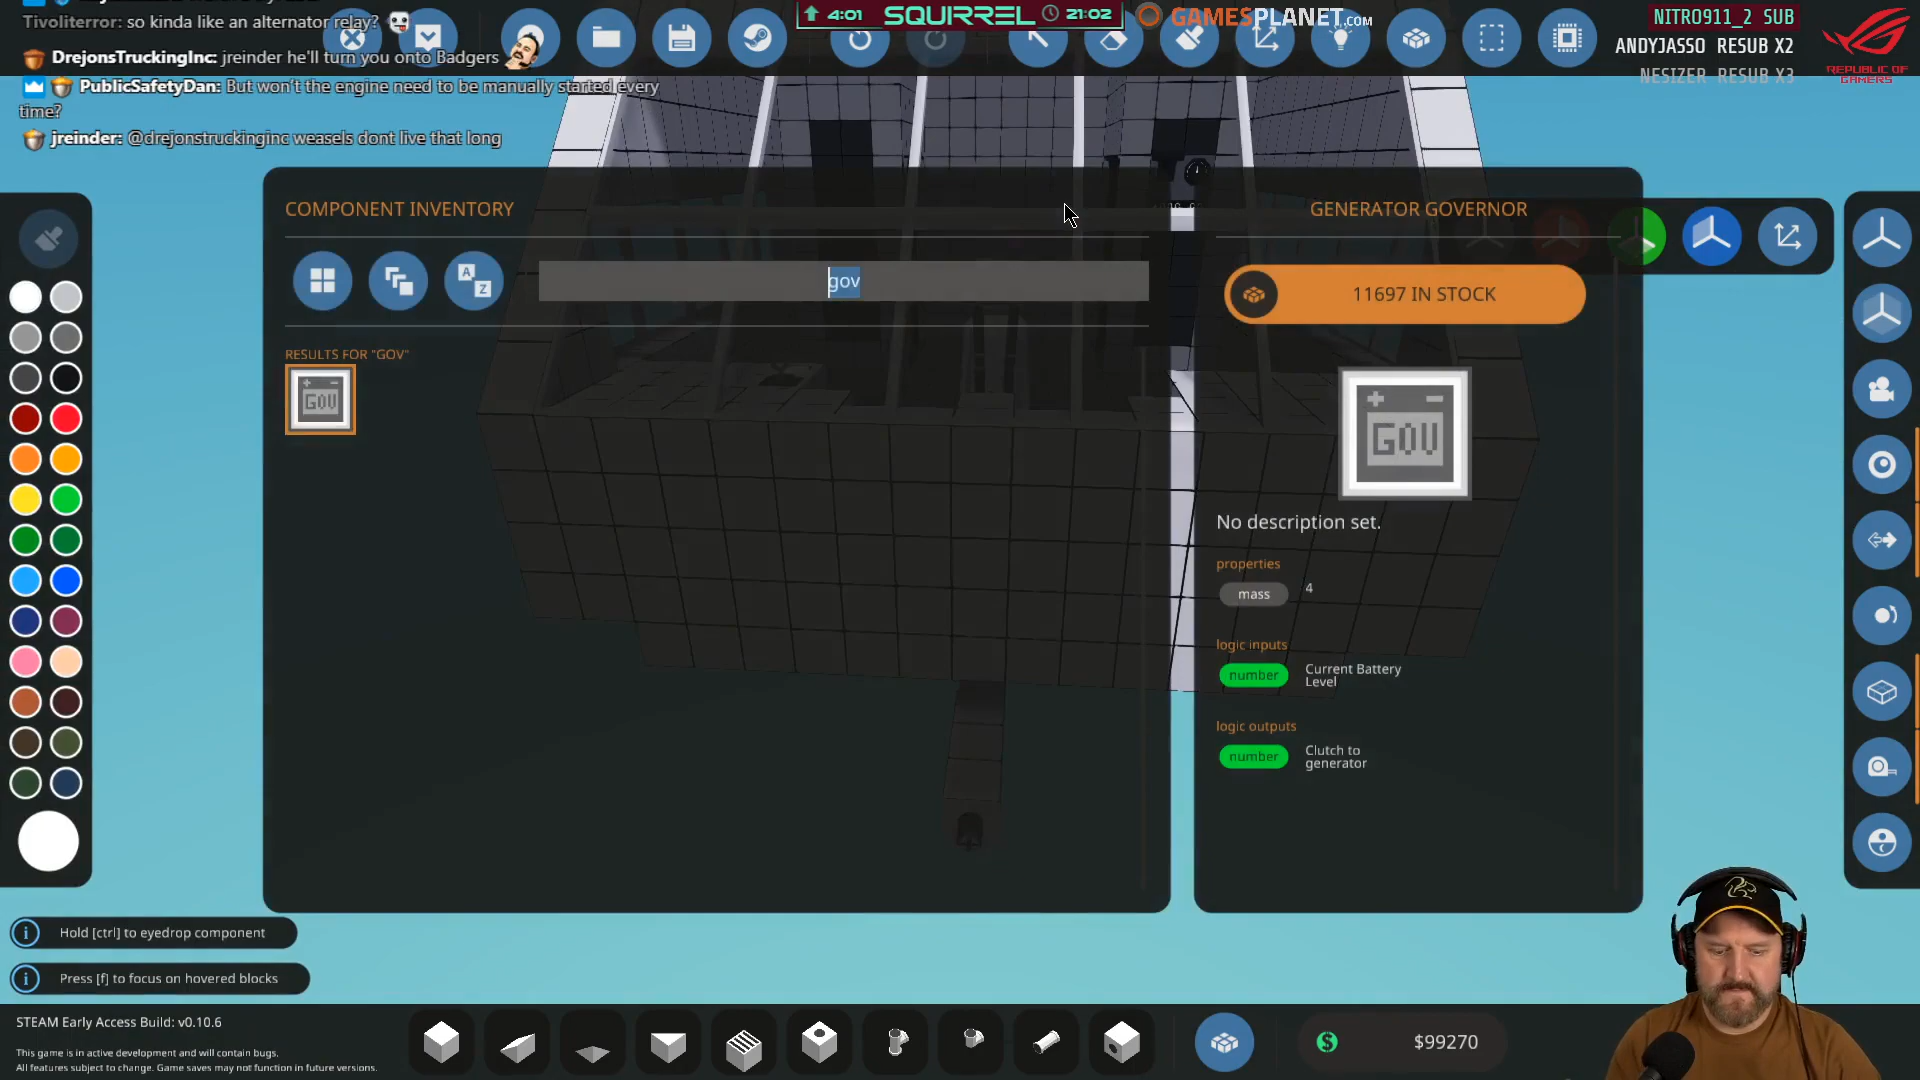 Tivoliterror: so kinda like an alternator relay?
DrejonsTruckingInc: jreinder he'll turn you onto Badgers
PublicSafetyDan: But won't the engine need to be manually started every
time?
jreinder: @drejonstruckinginc weasels dont live that long
4:01 SQUIRREL 21:02
GAMESPLANET.COM
NITRO911_2 SUB
ANDYJASSO RESUB X2
NESIZER RESUB X3
REPUBLIC OF
GAMERS
COMPONENT INVENTORY
A
Z
gov
RESULTS FOR "GOV"
GOV
GENERATOR GOVERNOR
11697 IN STOCK
GOV
No description set.
properties
mass 4
logic inputs
number Current Battery
Level
logic outputs
number Clutch to
generator
Hold [ctrl] to eyedrop component
Press [f] to focus on hovered blocks
STEAM Early Access Build: v0.10.6
This game is in active development and will contain bugs.
All features subject to change. Game saves may not function in future versions.
$99270